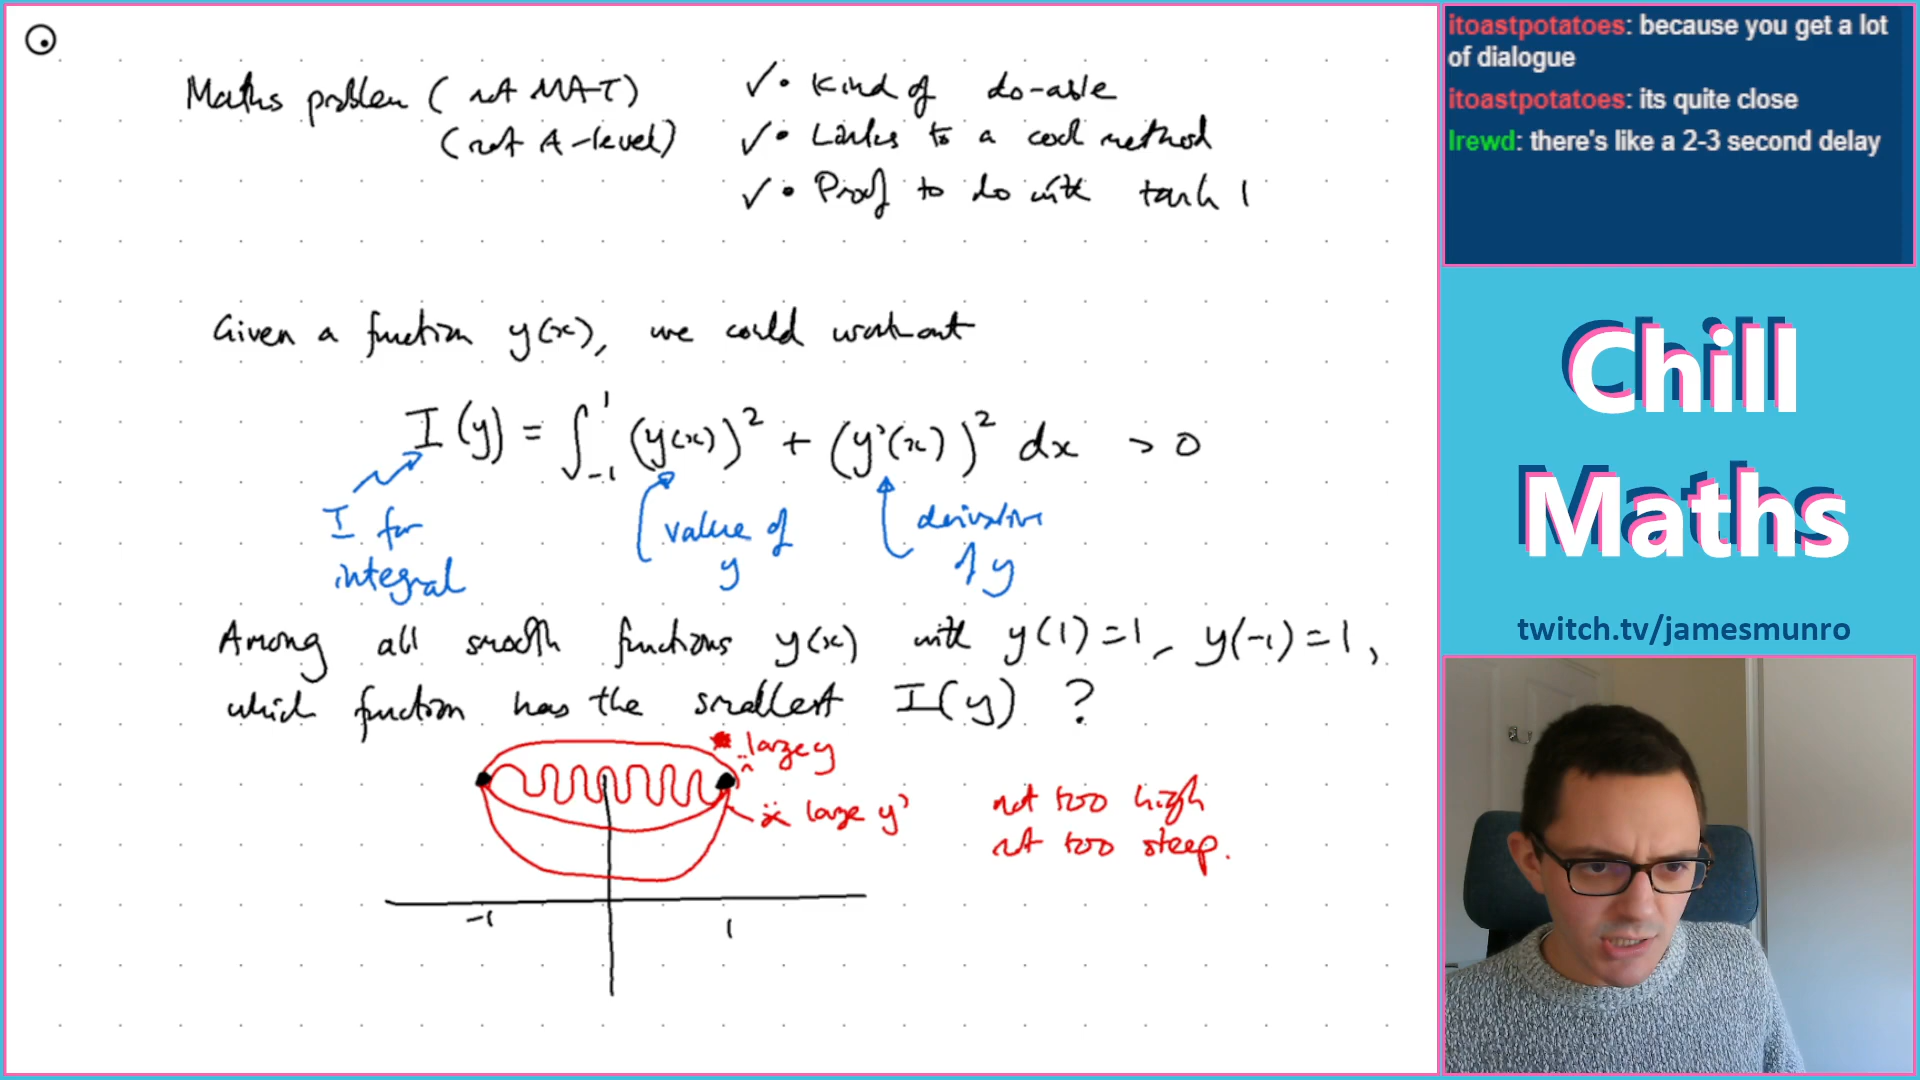 Maths problem ( not MAT)
(not A-level)
✓ • Kind of do-able
✓ • Links to a cool method
✓ • Proof to do with tanh 1
Given a function y(x), we could work out
I(y) = ∫₋₁¹ (y(x))² + (y'(x))² dx > 0
I for
integral
value of
y
derivative
of y
Among all smooth functions y(x) with y(1)=1, y(-1)=1,
which function has the smallest I(y) ?
large y
large y'
not too high
not too steep.
-1
1
itoastpotatoes: because you get a lot
of dialogue
itoastpotatoes: its quite close
lrewd: there's like a 2-3 second delay
Chill
Maths
twitch.tv/jamesmunro